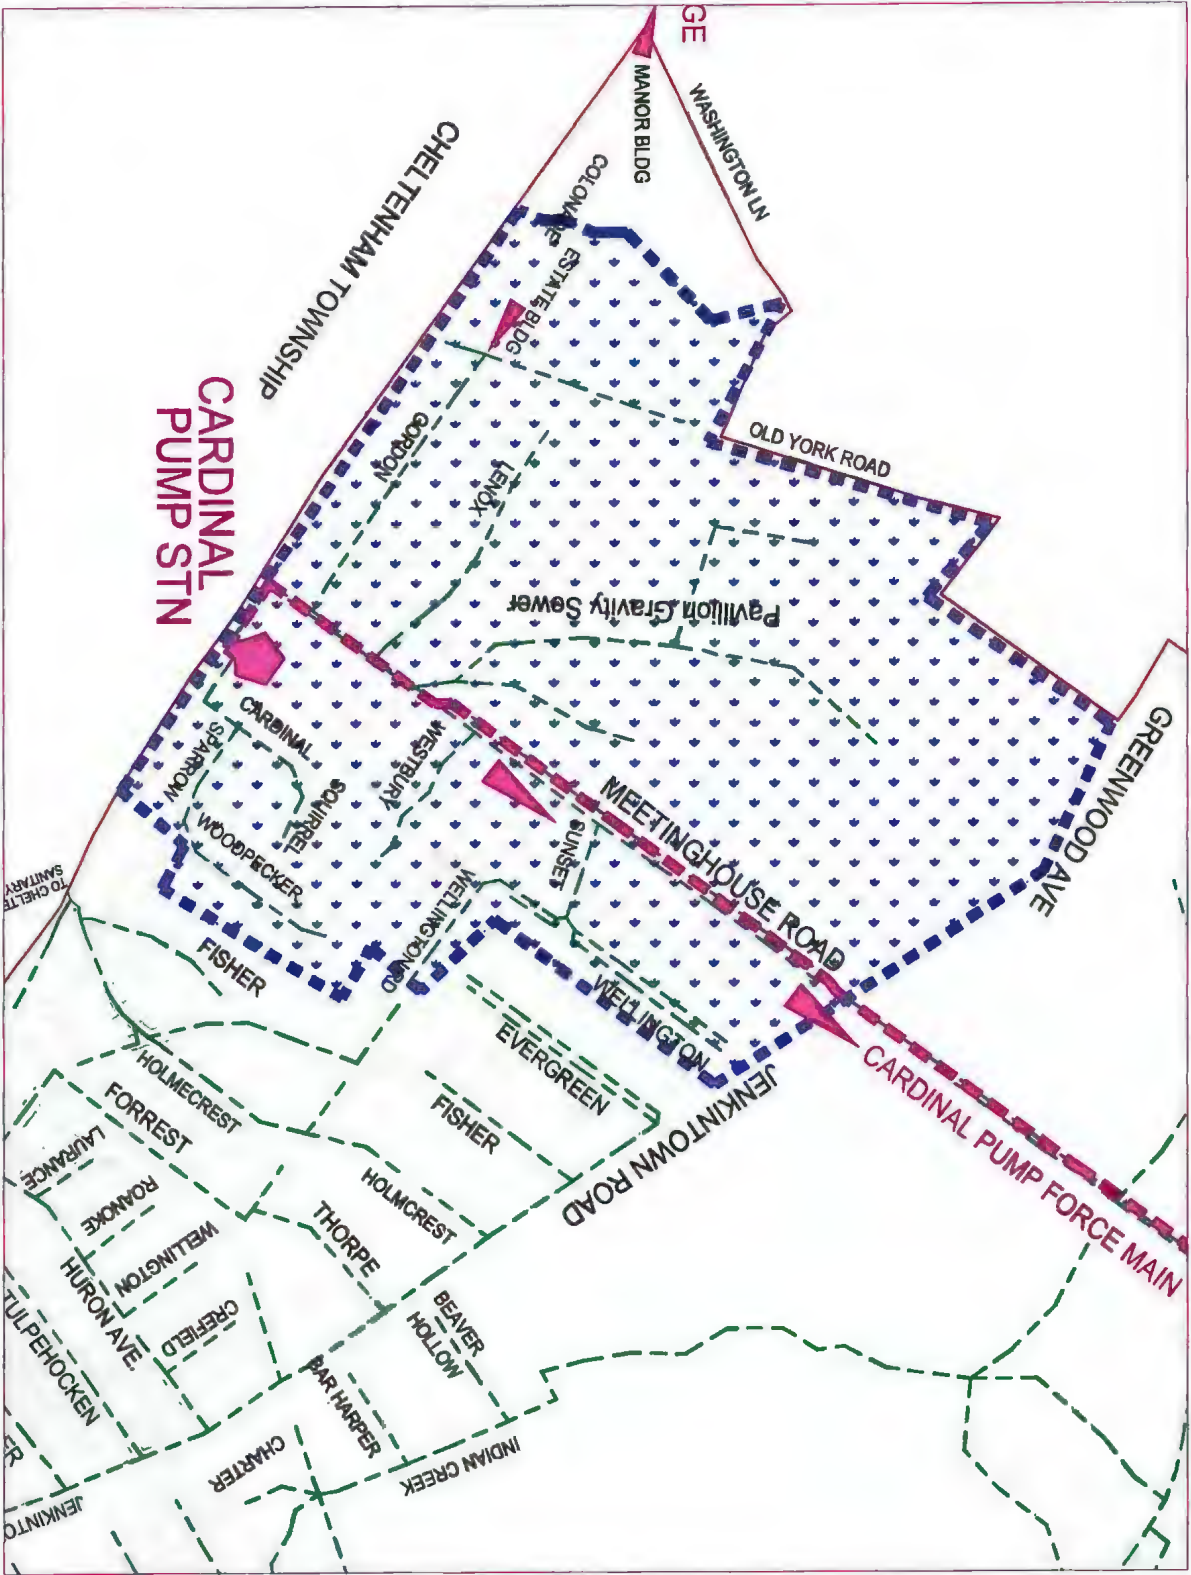 GE
MANOR BLDG
WASHINGTON LN
COLONADE
ESTATE BLDG
CHELTENHAM TOWNSHIP
CARDINAL
PUMP STN
GORDON
LENOX
OLD YORK ROAD
Pavillion Gravity Sewer
GREENWOOD AVE
MEETINGHOUSE ROAD
CARDINAL
SPARROW
SQUIRREL
WOODPECKER
WESTBURY
SUNSET
WELLINGTON RD
WELLINGTON
JENKINTOWN ROAD
CARDINAL PUMP FORCE MAIN
TO CHELTE
SANITARY
FISHER
EVERGREEN
FISHER
HOLMECREST
FORREST
LAURANCE
ROANOKE
WELLINGTON
HOLMCREST
THORPE
HURON AVE.
CREFIELD
TULPEHOCKEN
BEAVER
HOLLOW
BAR HARPER
CHARTER
INDIAN CREEK
ER
JENKINTO